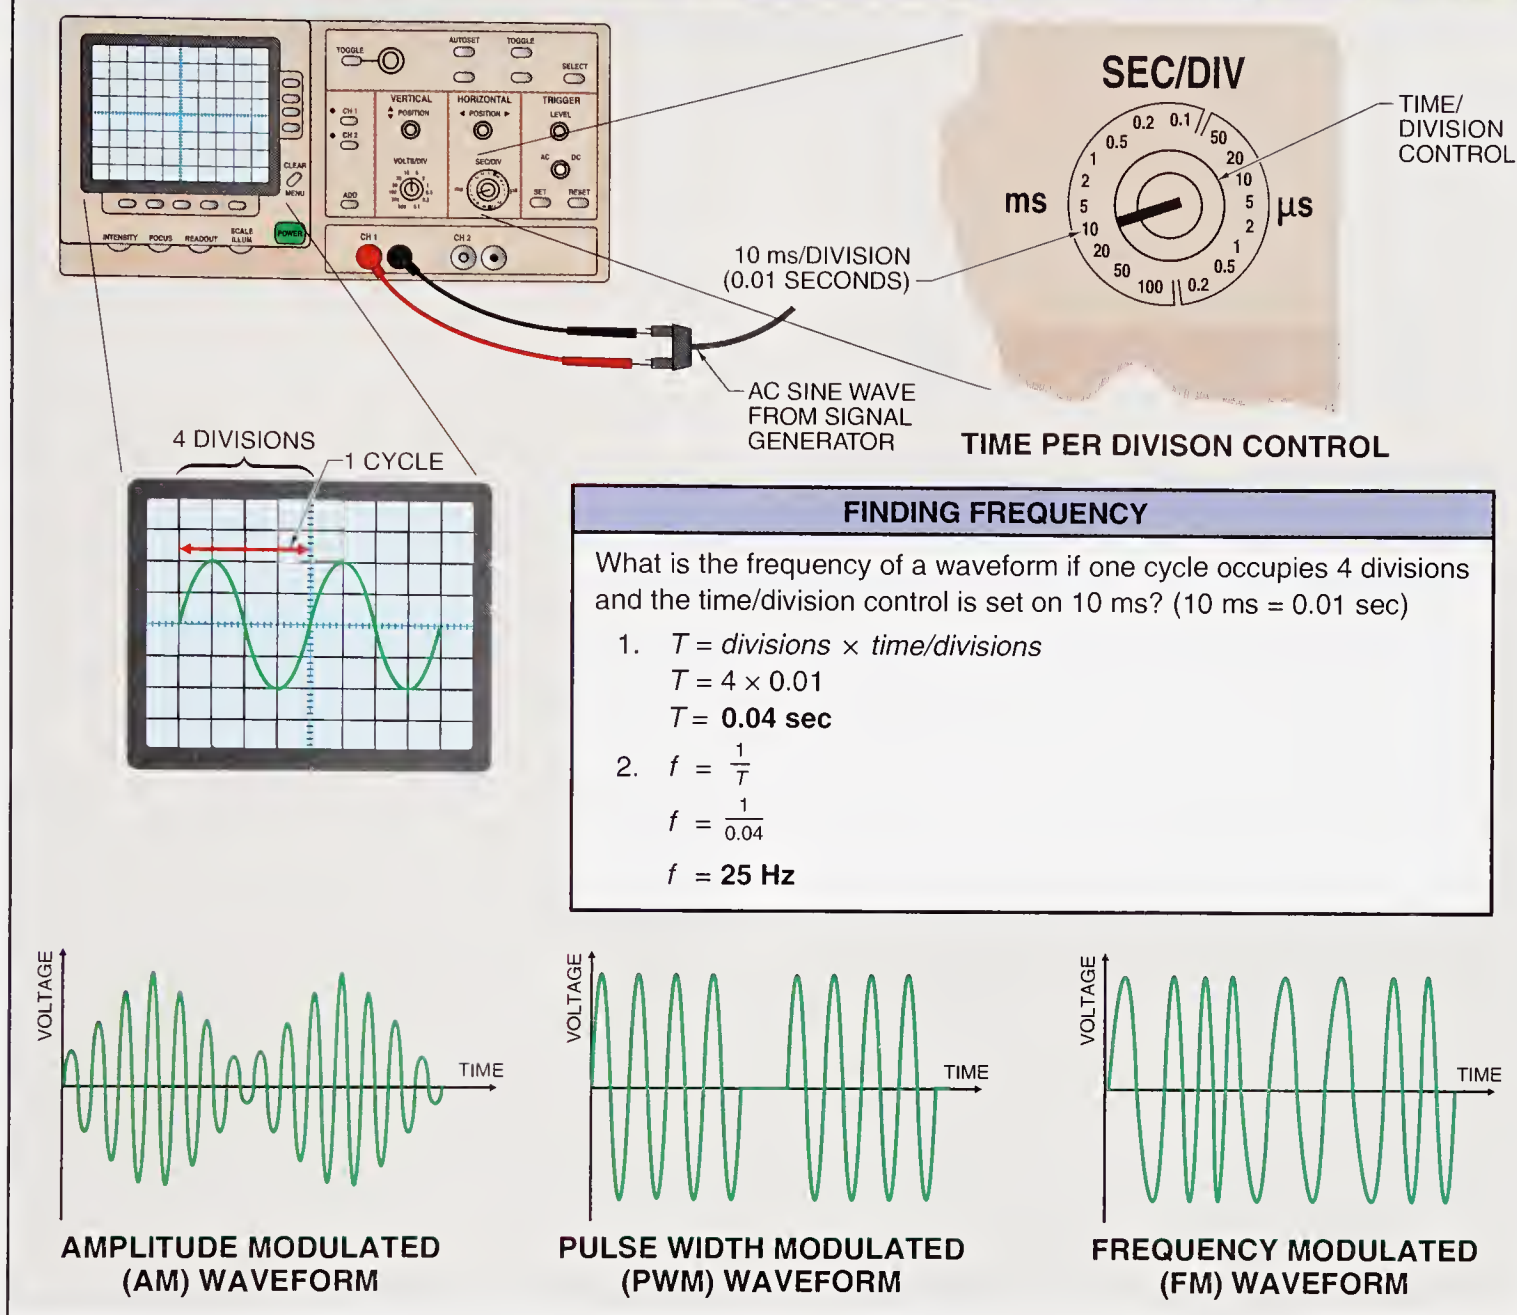 TOGGLE
AUTOSET
TOGGLE
SELECT
VERTICAL
HORIZONTAL
TRIGGER
POSITION
◄ POSITION ►
LEVEL
CH 1
CH 2
VOLTS/DIV
SEC/DIV
AC
DC
CLEAR
MENU
ADD
SET
RESET
INTENSITY
FOCUS
READOUT
SCALE
ILLUM
POWER
CH 1
CH 2
SEC/DIV
0.1
0.2
0.5
1
2
5
10
20
50
100
50
20
10
5
2
1
0.5
0.2
ms
µs
TIME/
DIVISION
CONTROL
10 ms/DIVISION
(0.01 SECONDS)
AC SINE WAVE
FROM SIGNAL
GENERATOR
TIME PER DIVISON CONTROL
4 DIVISIONS
1 CYCLE
FINDING FREQUENCY
What is the frequency of a waveform if one cycle occupies 4 divisions
and the time/division control is set on 10 ms? (10 ms = 0.01 sec)
1. T = divisions × time/divisions
T = 4 × 0.01
T = 0.04 sec
2. f = 1/T
f = 1/0.04
f = 25 Hz
VOLTAGE
TIME
AMPLITUDE MODULATED
(AM) WAVEFORM
VOLTAGE
TIME
PULSE WIDTH MODULATED
(PWM) WAVEFORM
VOLTAGE
TIME
FREQUENCY MODULATED
(FM) WAVEFORM